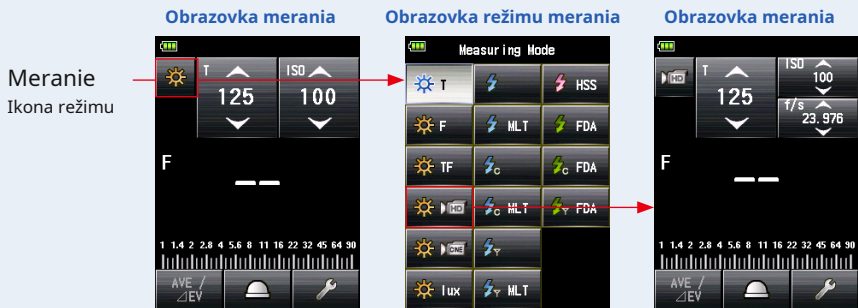 Obrazovka merania
Obrazovka režimu merania
Obrazovka merania
Meranie
Ikona režimu
T
125
ISO
100
F
1 1.4 2 2.8 4 5.6 8 11 16 22 32 45 64 90
AVE /
⊿EV
Measuring Mode
T
HSS
F
MLT
FDA
TF
C
C FDA
HD
C MLT
Y FDA
CINE
Y
lux
Y MLT
HD
T
125
ISO
100
f/s
23.976
F
1 1.4 2 2.8 4 5.6 8 11 16 22 32 45 64 90
AVE /
⊿EV